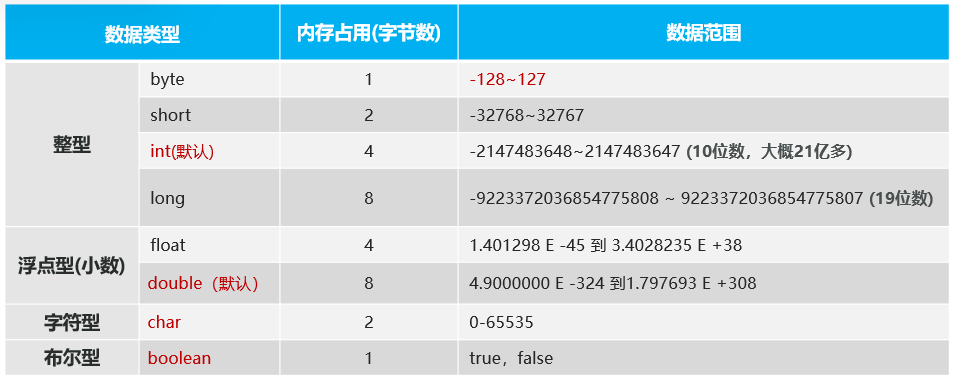 数据类型 内存占用(字节数) 数据范围
整型 byte 1 -128~127
short 2 -32768~32767
int(默认) 4 -2147483648~2147483647 (10位数，大概21亿多)
long 8 -9223372036854775808 ~ 9223372036854775807 (19位数)
浮点型(小数) float 4 1.401298 E -45 到 3.4028235 E +38
double（默认） 8 4.9000000 E -324 到1.797693 E +308
字符型 char 2 0-65535
布尔型 boolean 1 true，false